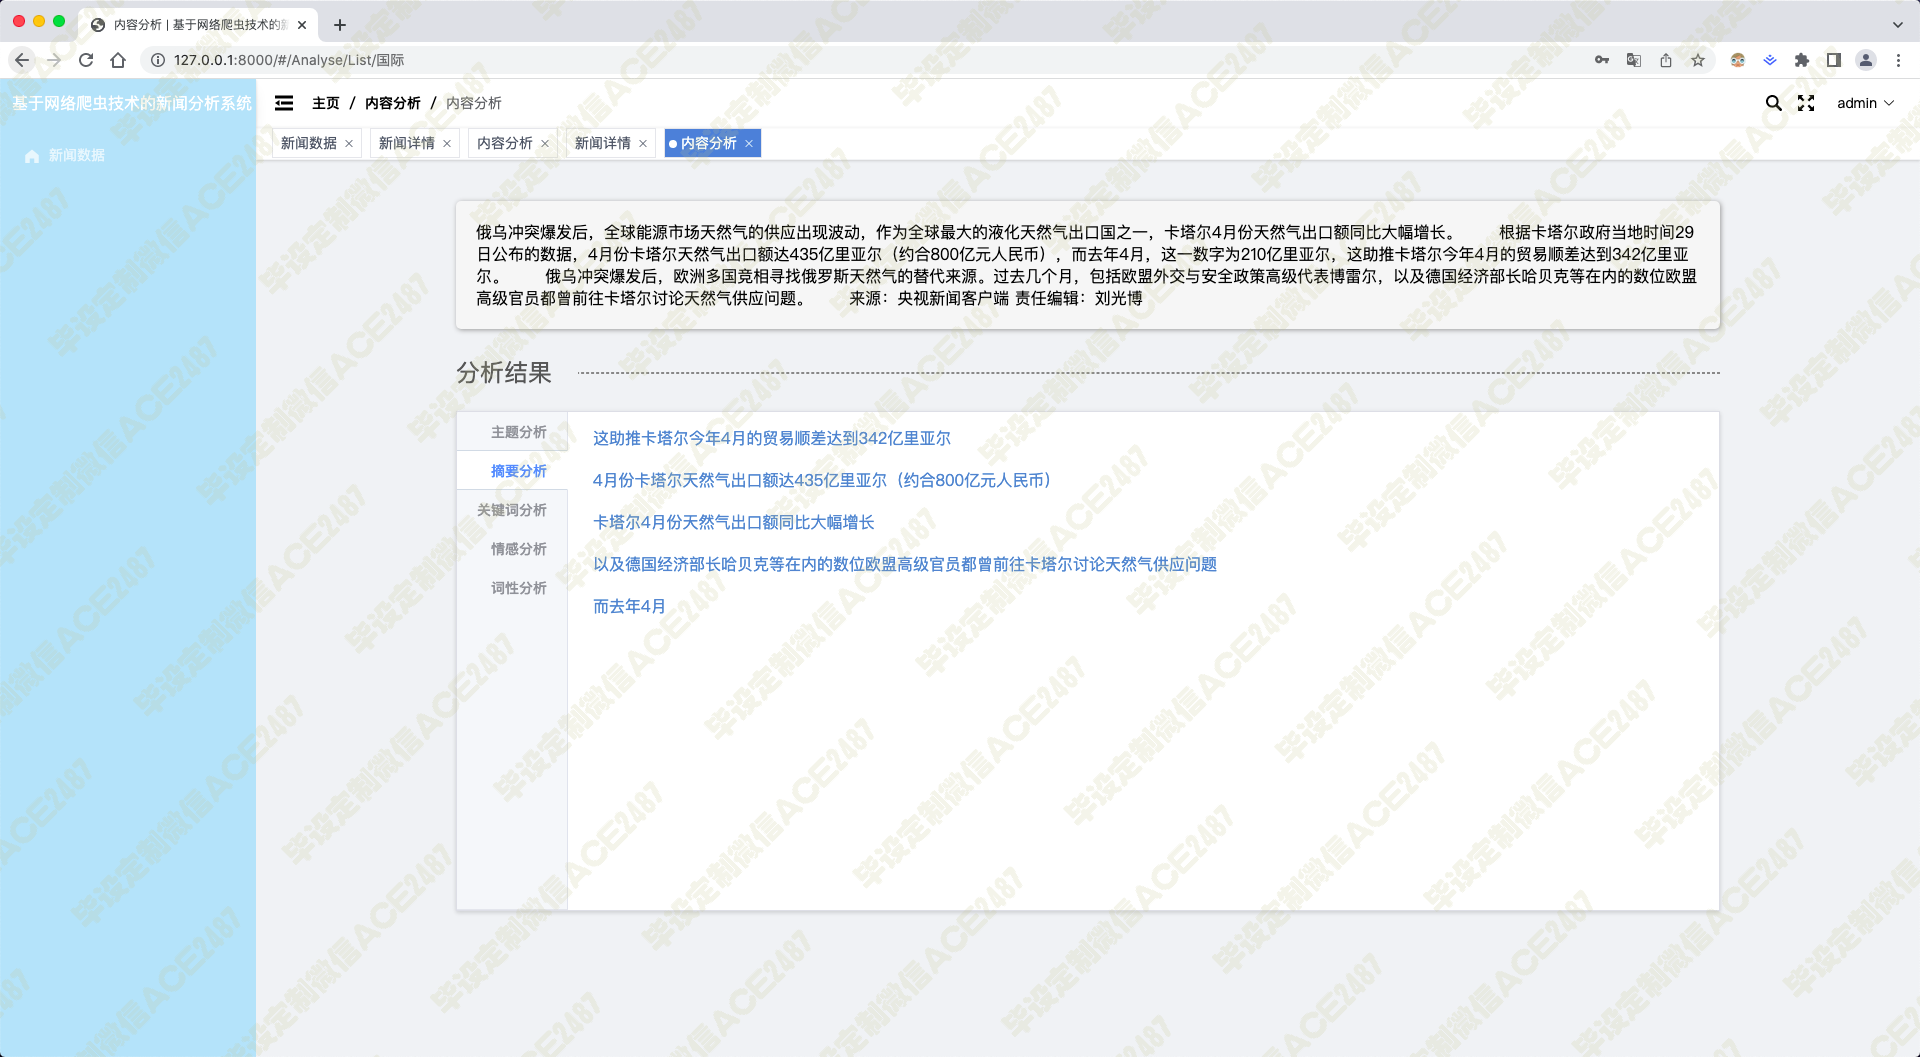 内容分析 | 基于网络爬虫技术的新
127.0.0.1:8000/#/Analyse/List/国际
基于网络爬虫技术的新闻分析系统
主页 / 内容分析 / 内容分析
admin
新闻数据
新闻详情
内容分析
新闻详情
内容分析
新闻数据
俄乌冲突爆发后，全球能源市场天然气的供应出现波动，作为全球最大的液化天然气出口国之一，卡塔尔4月份天然气出口额同比大幅增长。 根据卡塔尔政府当地时间29
日公布的数据，4月份卡塔尔天然气出口额达435亿里亚尔（约合800亿元人民币），而去年4月，这一数字为210亿里亚尔，这助推卡塔尔今年4月的贸易顺差达到342亿里亚
尔。 俄乌冲突爆发后，欧洲多国竞相寻找俄罗斯天然气的替代来源。过去几个月，包括欧盟外交与安全政策高级代表博雷尔，以及德国经济部长哈贝克等在内的数位欧盟
高级官员都曾前往卡塔尔讨论天然气供应问题。 来源：央视新闻客户端 责任编辑：刘光博
分析结果
主题分析
摘要分析
关键词分析
情感分析
词性分析
这助推卡塔尔今年4月的贸易顺差达到342亿里亚尔
4月份卡塔尔天然气出口额达435亿里亚尔（约合800亿元人民币）
卡塔尔4月份天然气出口额同比大幅增长
以及德国经济部长哈贝克等在内的数位欧盟高级官员都曾前往卡塔尔讨论天然气供应问题
而去年4月
毕设定制微信ACE2487